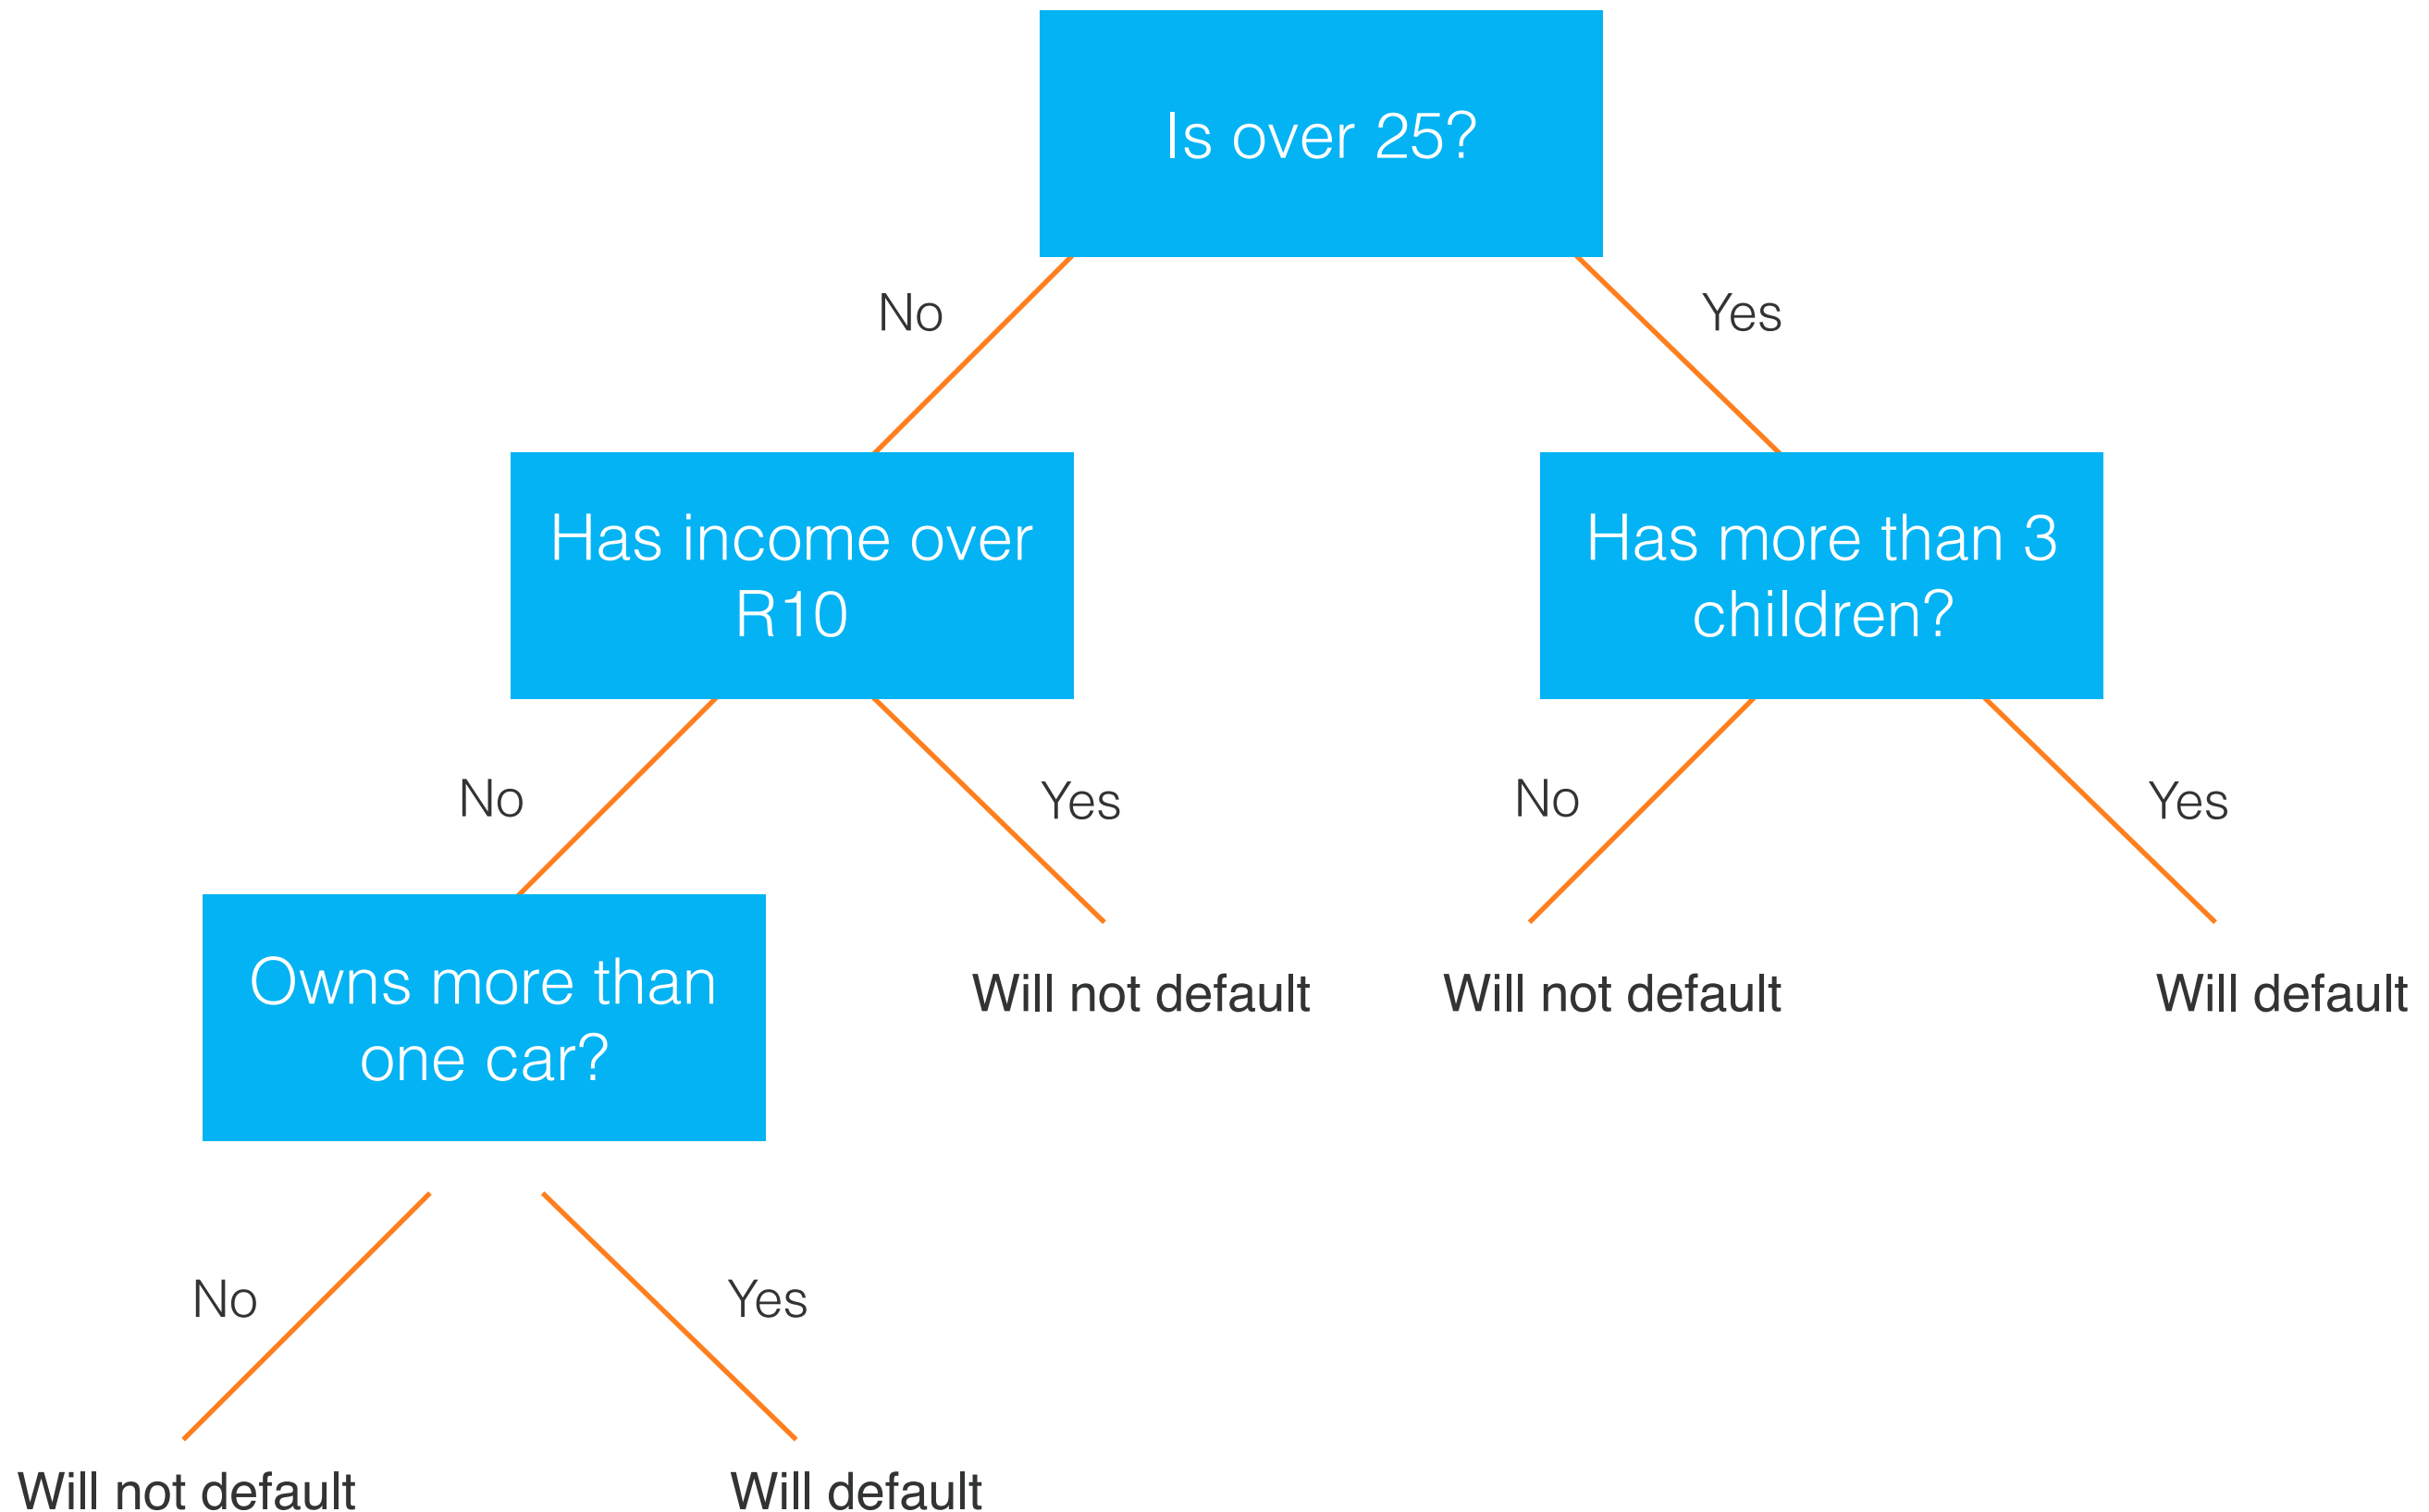 Is over 25?
No
Yes
Has income over
R10
Has more than 3
children?
No
Yes
No
Yes
Owns more than
one car?
Will not default
Will not default
Will default
No
Yes
Will not default
Will default